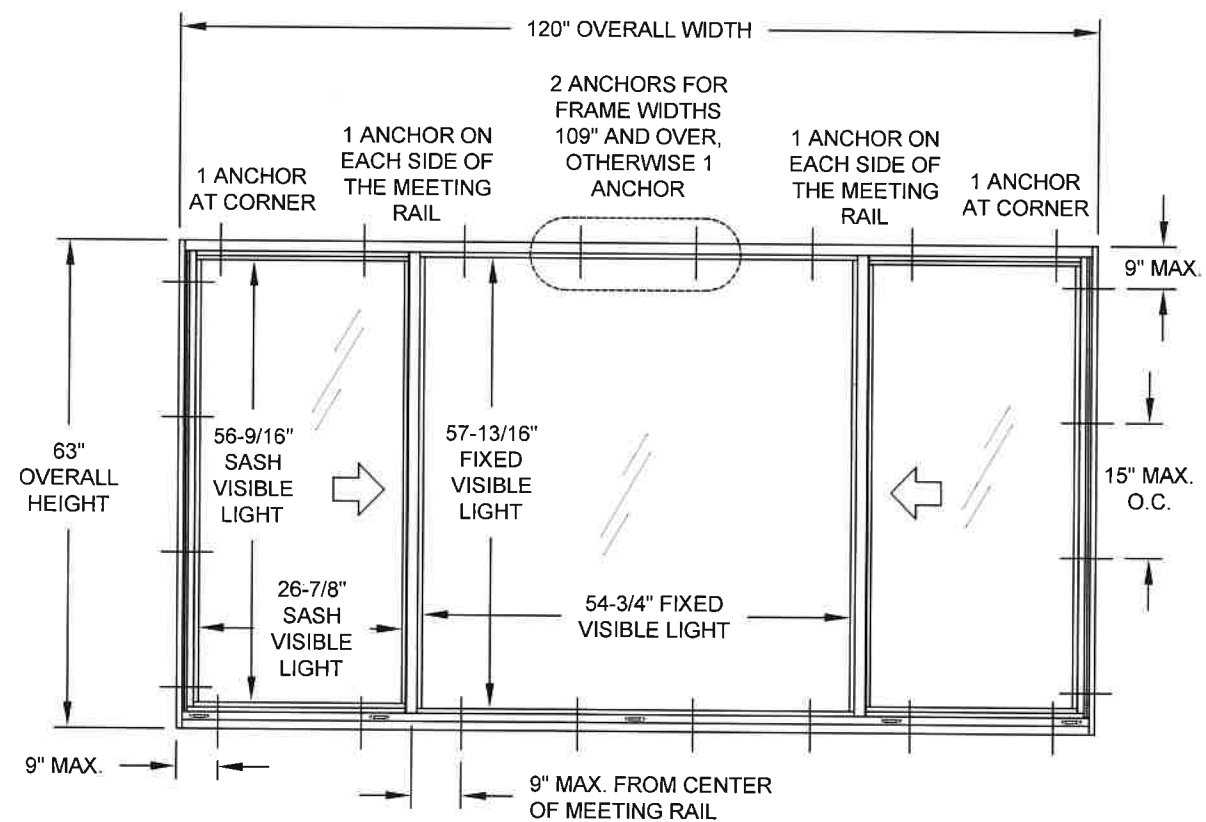 120" OVERALL WIDTH
2 ANCHORS FOR
FRAME WIDTHS
109" AND OVER,
OTHERWISE 1
ANCHOR
1 ANCHOR ON
EACH SIDE OF
THE MEETING
RAIL
1 ANCHOR ON
EACH SIDE OF
THE MEETING
RAIL
1 ANCHOR
AT CORNER
1 ANCHOR
AT CORNER
9" MAX.
63"
OVERALL
HEIGHT
56-9/16"
SASH
VISIBLE
LIGHT
57-13/16"
FIXED
VISIBLE
LIGHT
15" MAX.
O.C.
26-7/8"
SASH
VISIBLE
LIGHT
54-3/4" FIXED
VISIBLE LIGHT
9" MAX.
9" MAX. FROM CENTER
OF MEETING RAIL